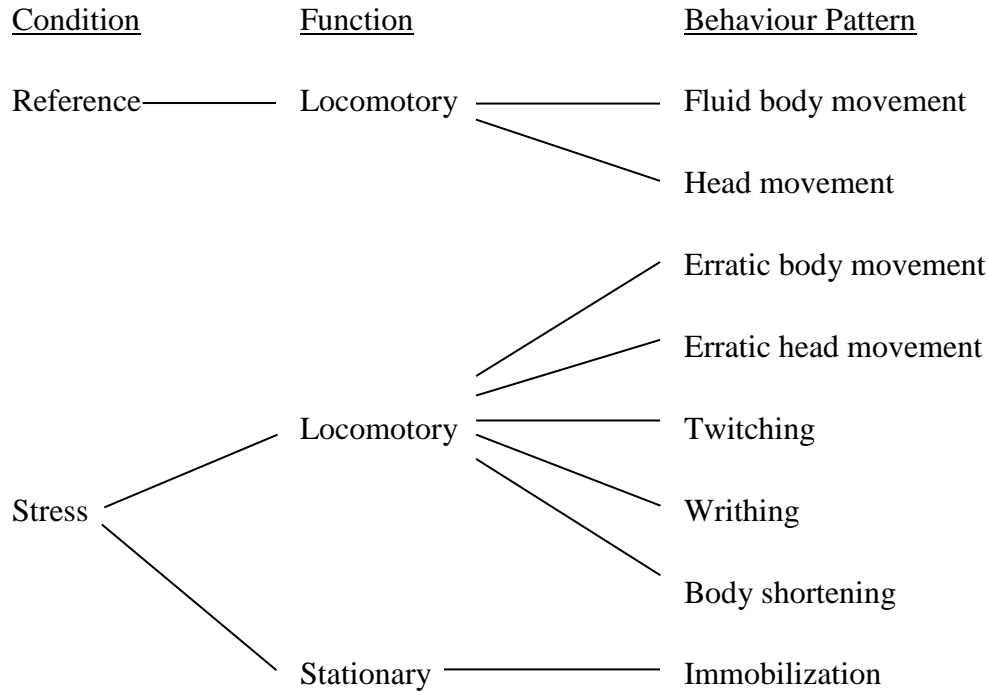 Condition Function Behaviour Pattern
Reference Locomotory Fluid body movement
Head movement
Erratic body movement
Erratic head movement
Locomotory Twitching
Stress Writhing
Body shortening
Stationary Immobilization